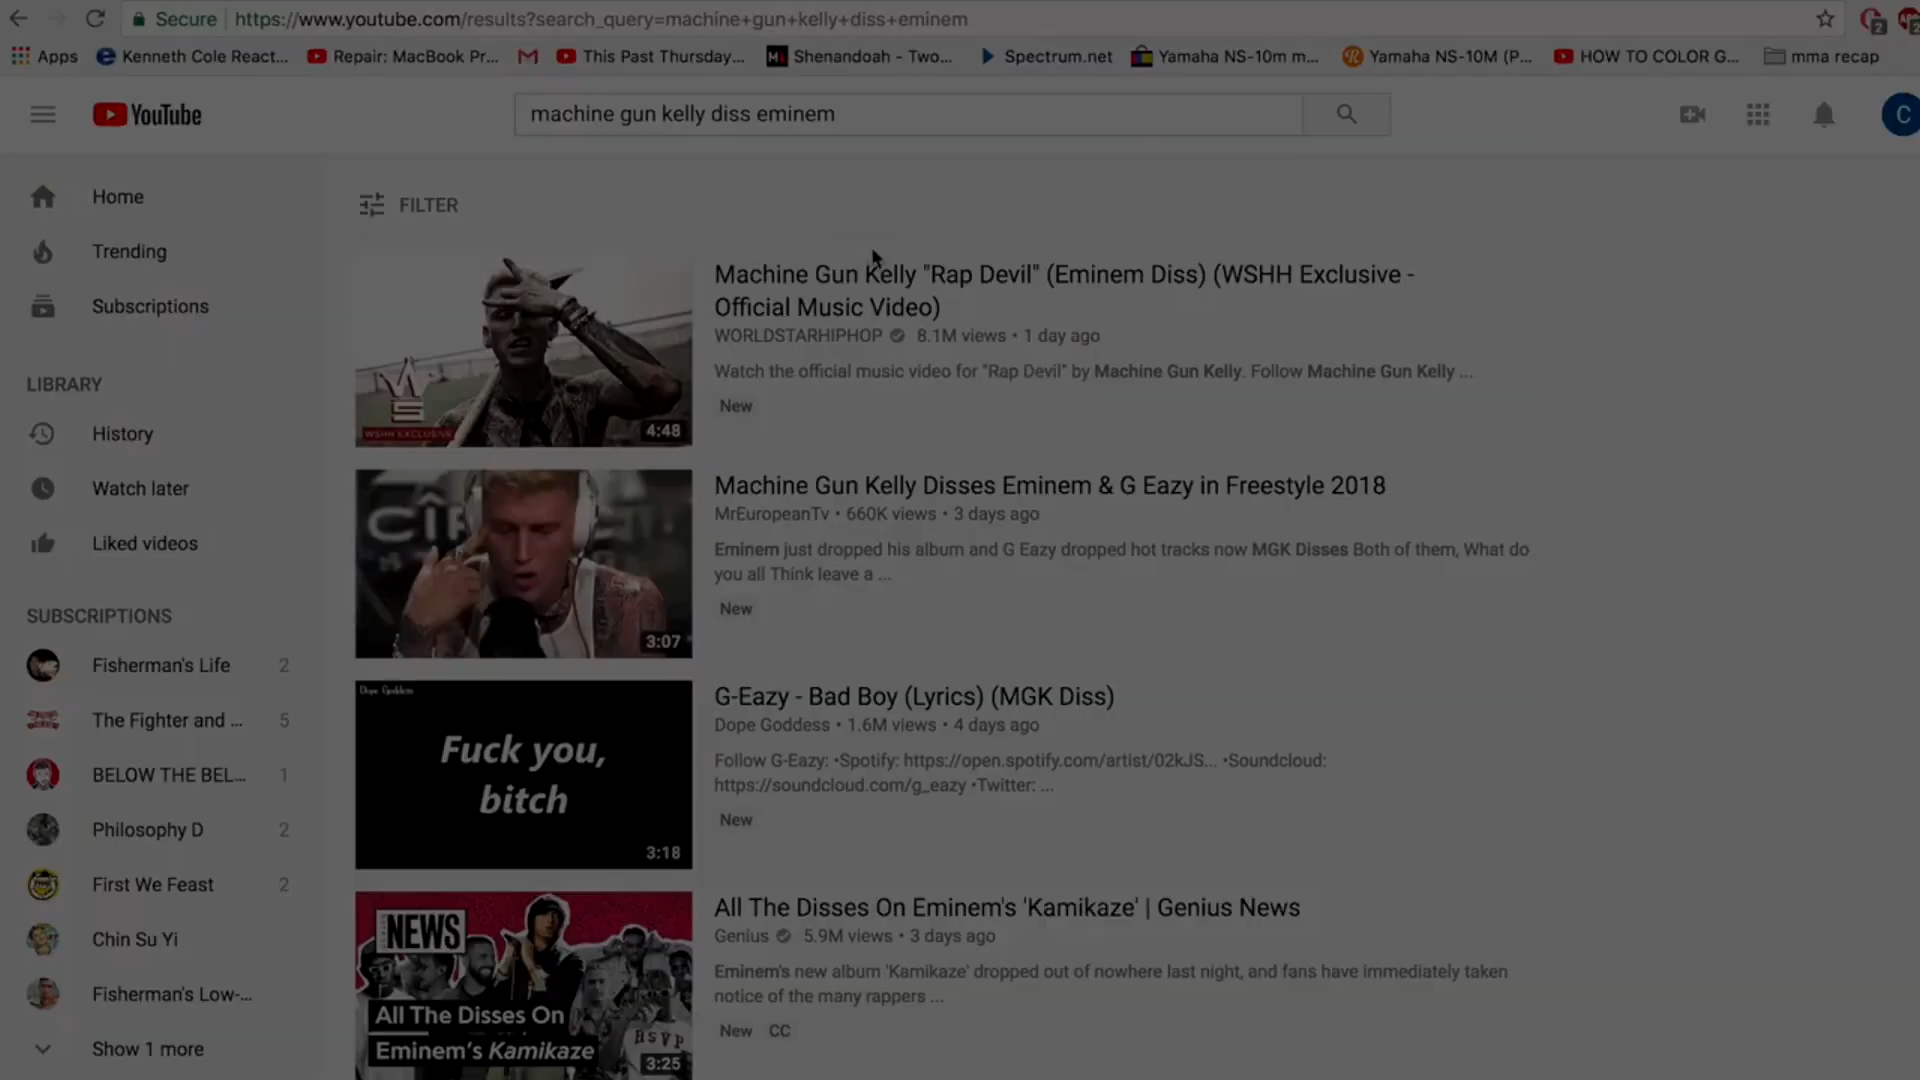 Secure https://www.youtube.com/results?search_query=machine+gun+kelly+diss+eminem
2
Apps Kenneth Cole React... Repair: MacBook Pr... This Past Thursday... Shenandoah - Two... Spectrum.net Yamaha NS-10m m... Yamaha NS-10M (P... HOW TO COLOR G... mma recap
YouTube
machine gun kelly diss eminem
C
Home
Trending
Subscriptions
LIBRARY
History
Watch later
Liked videos
SUBSCRIPTIONS
Fisherman's Life 2
The Fighter and ... 5
BELOW THE BEL... 1
Philosophy D 2
First We Feast 2
Chin Su Yi
Fisherman's Low-...
Show 1 more
FILTER
WSHH EXCLUSIVE
4:48
Machine Gun Kelly "Rap Devil" (Eminem Diss) (WSHH Exclusive -
Official Music Video)
WORLDSTARHIPHOP 8.1M views • 1 day ago
Watch the official music video for "Rap Devil" by Machine Gun Kelly. Follow Machine Gun Kelly ...
New
3:07
Machine Gun Kelly Disses Eminem & G Eazy in Freestyle 2018
MrEuropeanTv • 660K views • 3 days ago
Eminem just dropped his album and G Eazy dropped hot tracks now MGK Disses Both of them, What do
you all Think leave a ...
New
Dope Goddess
Fuck you,
bitch
3:18
G-Eazy - Bad Boy (Lyrics) (MGK Diss)
Dope Goddess • 1.6M views • 4 days ago
Follow G-Eazy: •Spotify: https://open.spotify.com/artist/02kJS... •Soundcloud:
https://soundcloud.com/g_eazy •Twitter: ...
New
NEWS
All The Disses On
Eminem's Kamikaze
RSVP
3:25
All The Disses On Eminem's 'Kamikaze' | Genius News
Genius 5.9M views • 3 days ago
Eminem's new album 'Kamikaze' dropped out of nowhere last night, and fans have immediately taken
notice of the many rappers ...
New CC